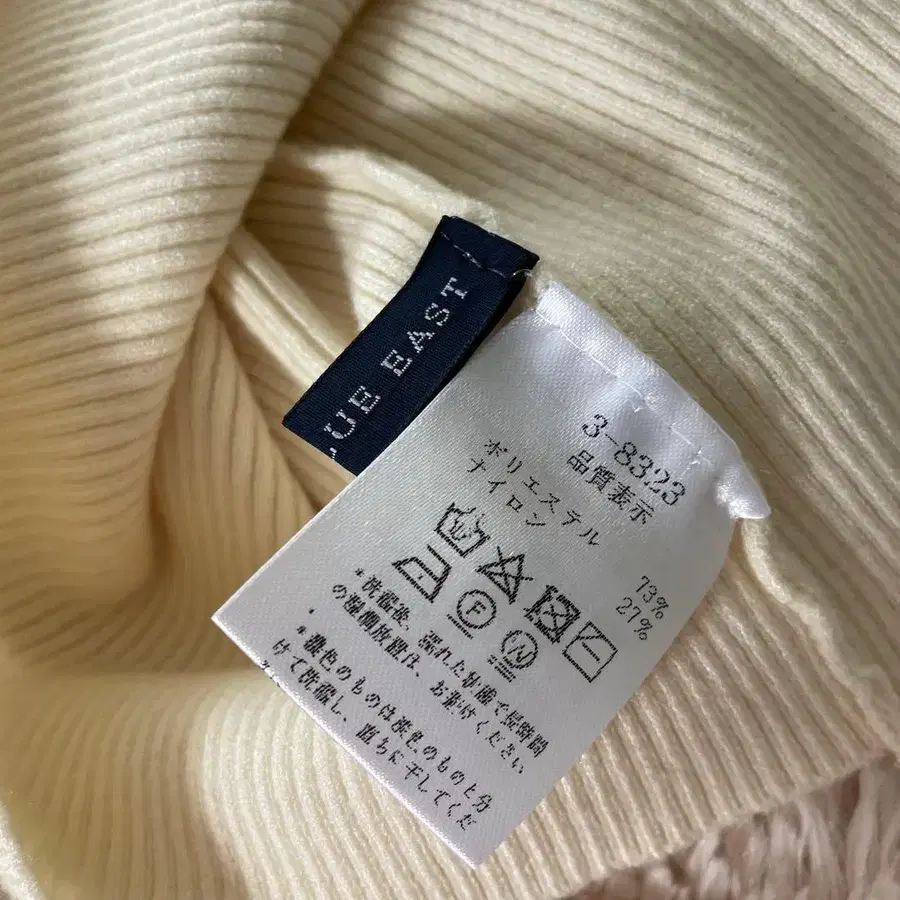 UE EAST
3-8323
品質表示
ポリエステル 73%
ナイロン 27%
F
W
*洗濯後、濡れた状態で長時間
の湿潤放置は、お避けください
*濃色のものは淡色のものと分
けて洗濯し、直ちに干してくだ